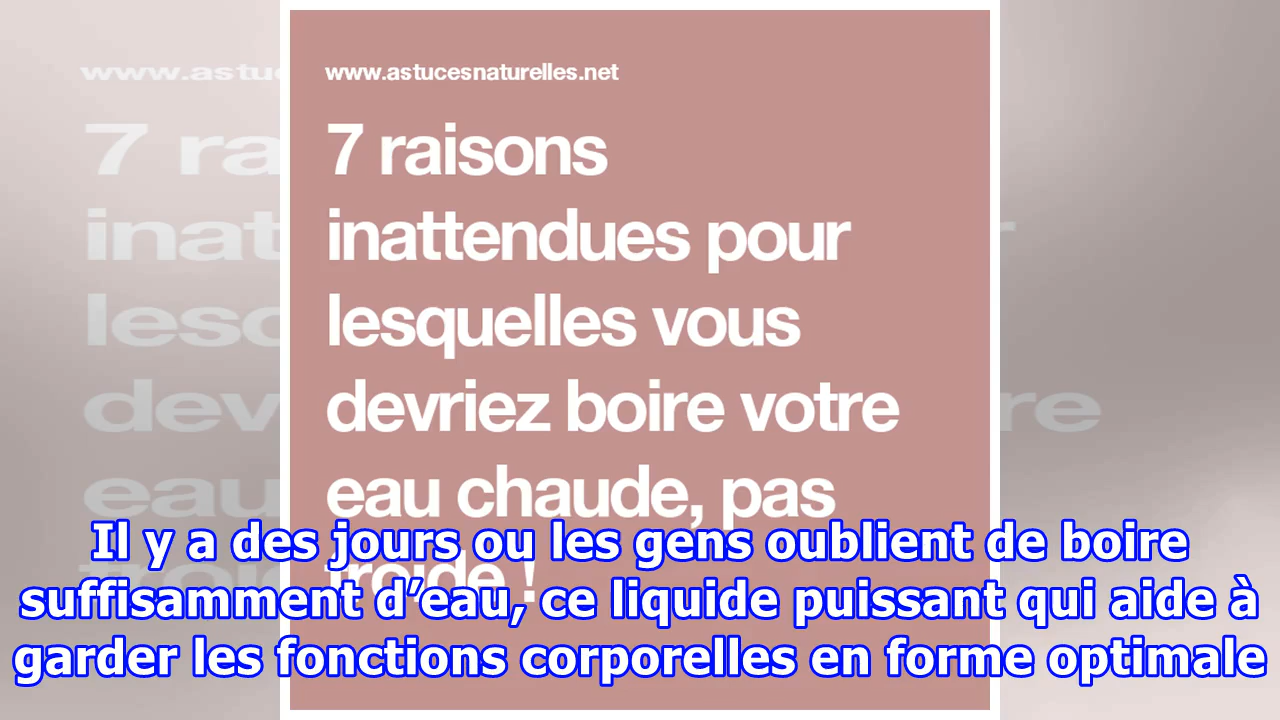 www.astucesnaturelles.net
7 raisons
inattendues pour
lesquelles vous
devriez boire votre
eau chaude, pas
froide !
Il y a des jours ou les gens oublient de boire
suffisamment d’eau, ce liquide puissant qui aide à
garder les fonctions corporelles en forme optimale